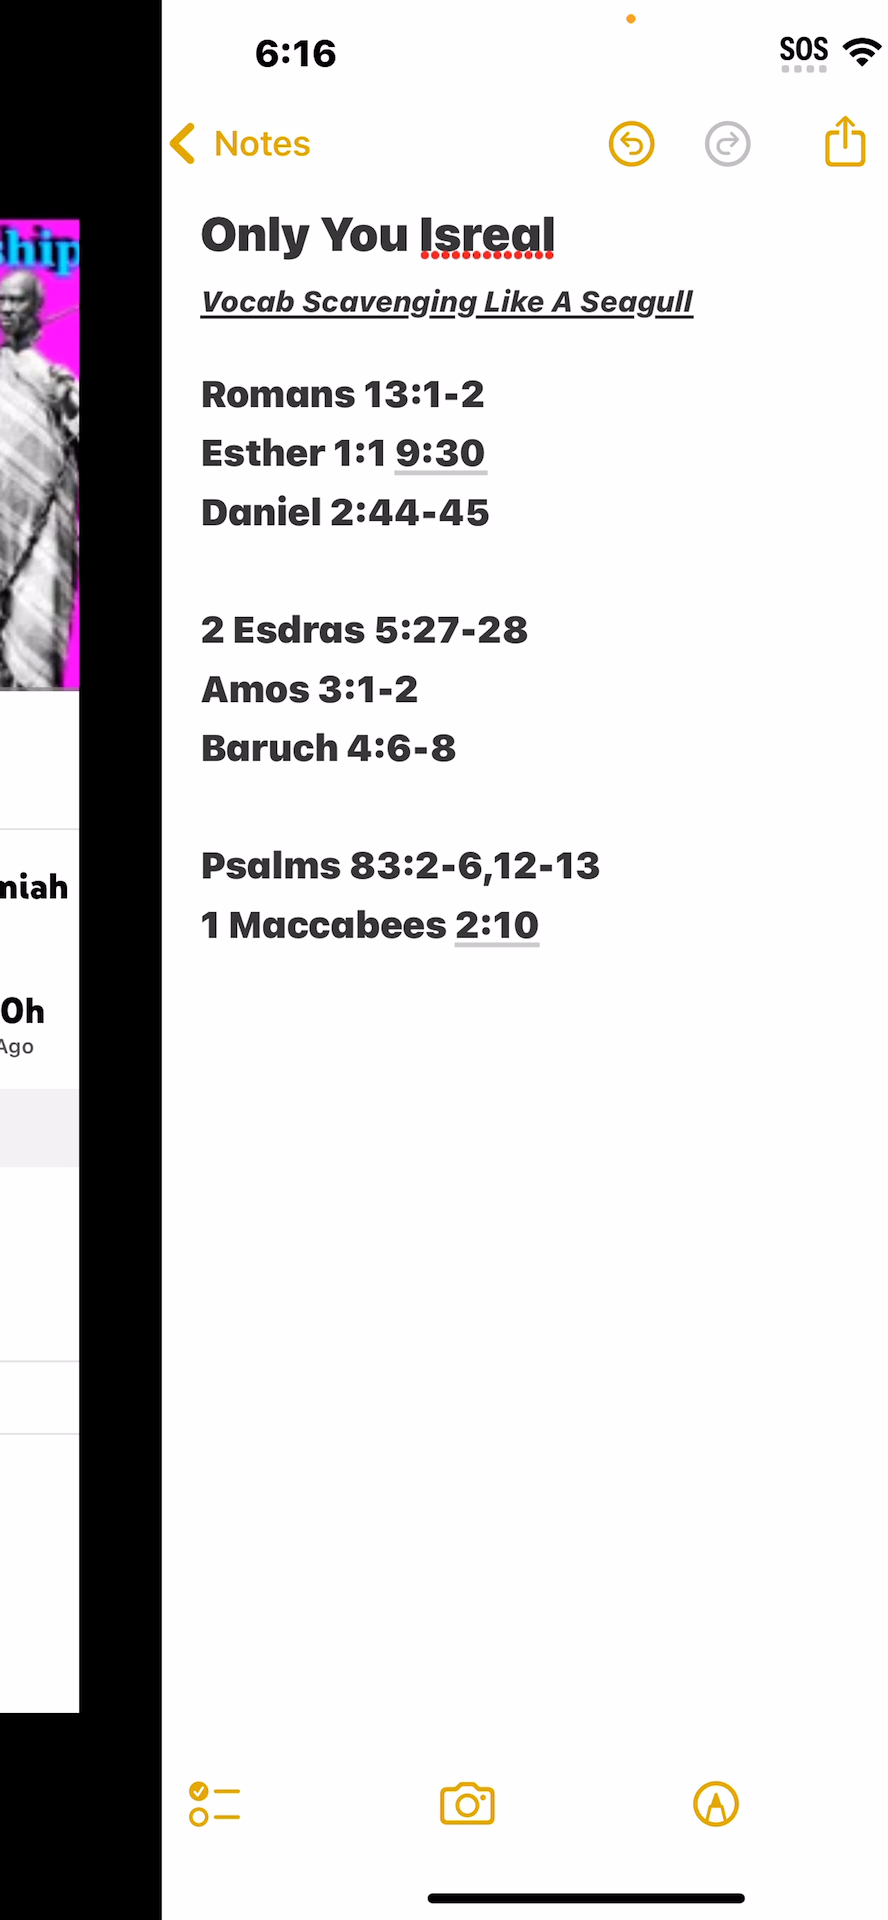 6:16
SOS
Notes
Only You Isreal
Vocab Scavenging Like A Seagull
Romans 13:1-2
Esther 1:1 9:30
Daniel 2:44-45
2 Esdras 5:27-28
Amos 3:1-2
Baruch 4:6-8
Psalms 83:2-6,12-13
1 Maccabees 2:10
ship
miah
0h
Ago